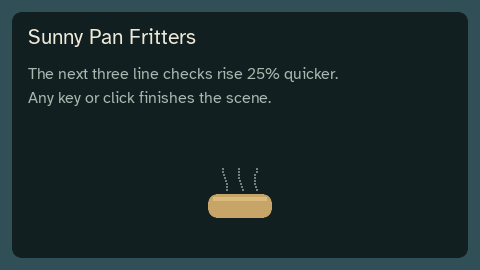 Sunny Pan Fritters
The next three line checks rise 25% quicker.
Any key or click finishes the scene.